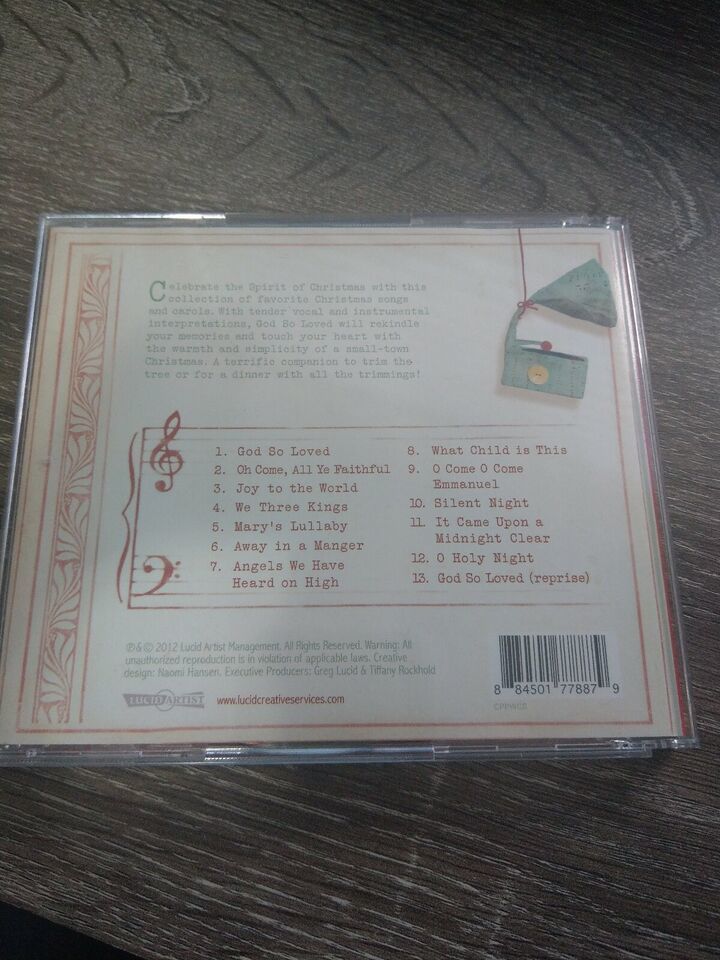 Celebrate the Spirit of Christmas with this
collection of favorite Christmas songs
and carols. With tender vocal and instrumental
interpretations, God So Loved will rekindle
your memories and touch your heart with
the warmth and simplicity of a small-town
Christmas. A terrific companion to trim the
tree or for a dinner with all the trimmings!
1. God So Loved
2. Oh Come, All Ye Faithful
3. Joy to the World
4. We Three Kings
5. Mary's Lullaby
6. Away in a Manger
7. Angels We Have
Heard on High
8. What Child is This
9. O Come O Come
Emmanuel
10. Silent Night
11. It Came Upon a
Midnight Clear
12. O Holy Night
13. God So Loved (reprise)
℗&© 2012 Lucid Artist Management. All Rights Reserved. Warning: All
unauthorized reproduction is in violation of applicable laws. Creative
design: Naomi Hansen. Executive Producers: Greg Lucid & Tiffany Rockhold
LUCID ARTIST
www.lucidcreativeservices.com
8 84501 77887 9